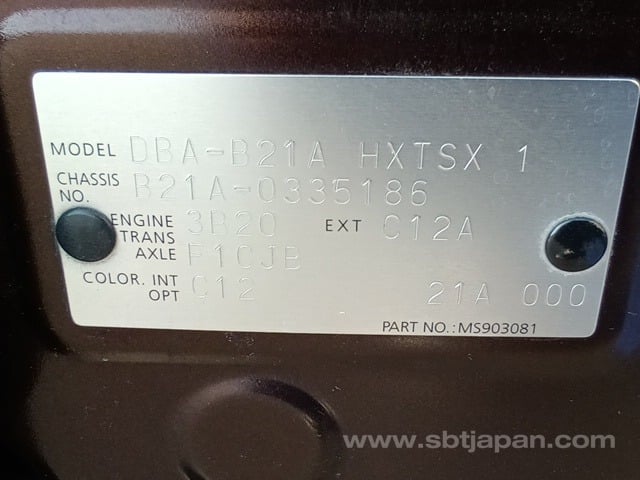 MODEL DBA-B21A HXTSX 1
CHASSIS NO. B21A-0335186
ENGINE 3B20 EXT C12A
TRANS AXLE F1CJB
COLOR. INT C12
OPT 21A 000
PART NO.:MS903081
www.sbtjapan.com